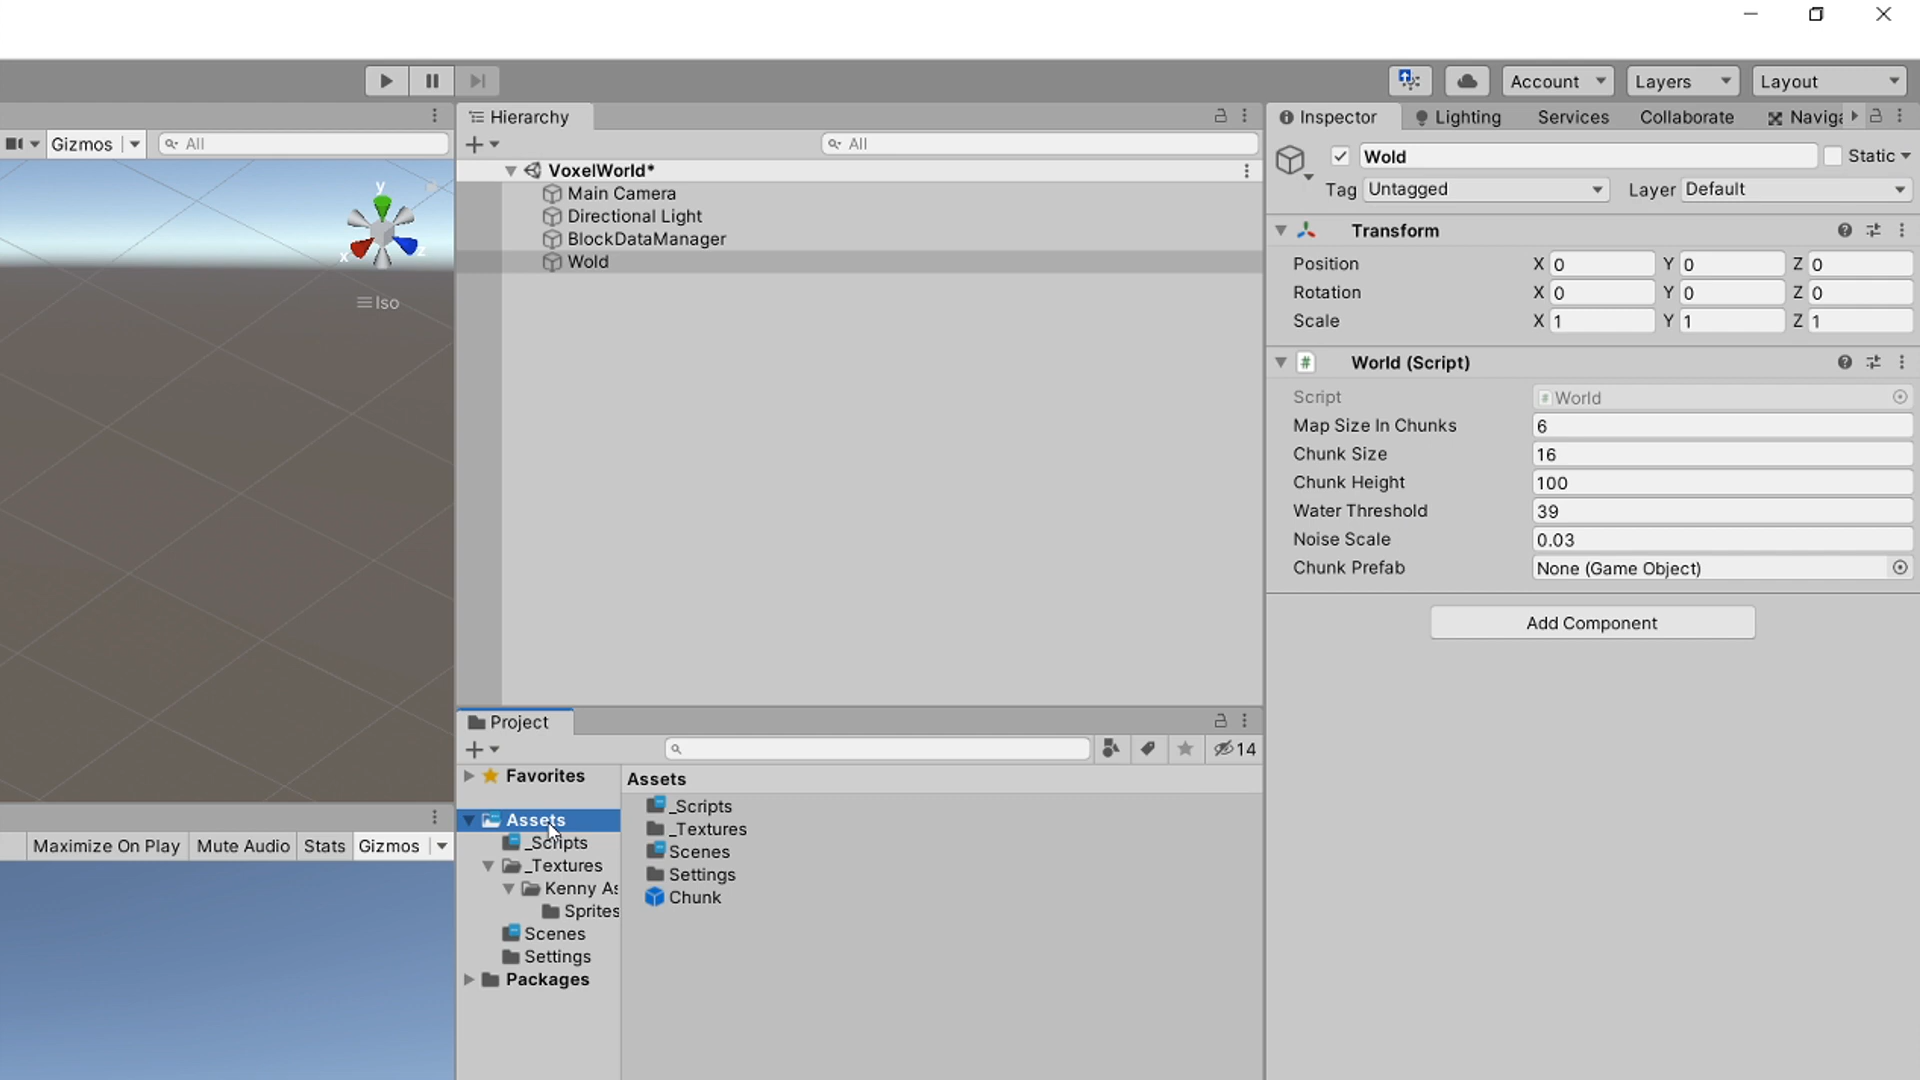 Account
Layers
Layout
Gizmos
All
y
x
z
Iso
Hierarchy
All
VoxelWorld*
Main Camera
Directional Light
BlockDataManager
Wold
Inspector
Lighting
Services
Collaborate
Naviga
Wold
Static
Tag Untagged
Layer Default
Transform
Position X 0 Y 0 Z 0
Rotation X 0 Y 0 Z 0
Scale X 1 Y 1 Z 1
# World (Script)
Script # World
Map Size In Chunks 6
Chunk Size 16
Chunk Height 100
Water Threshold 39
Noise Scale 0.03
Chunk Prefab None (Game Object)
Add Component
Project
14
Favorites
Assets
_Scripts
_Textures
Kenny As
Sprites
Scenes
Settings
Packages
Assets
_Scripts
_Textures
Scenes
Settings
Chunk
Maximize On Play
Mute Audio
Stats
Gizmos